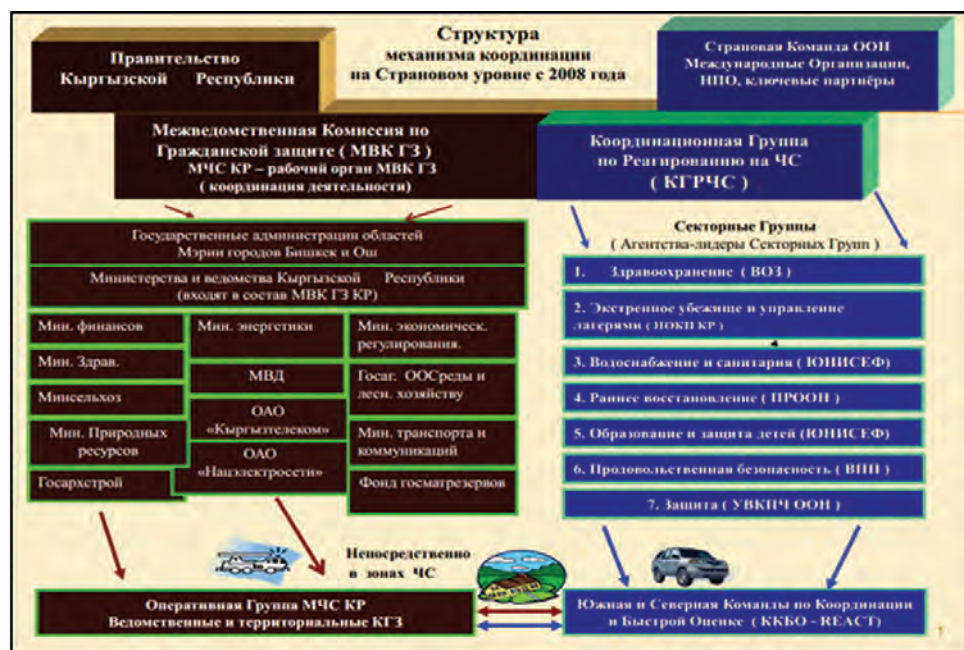 Правительство
Кыргызской Республики
Структура
механизма координации
на Страновом уровне с 2008 года
Страновая Команда ООН
Международные Организации,
НПО, ключевые партнёры
Межведомственная Комиссия по
Гражданской защите ( МВК ГЗ )
МЧС КР – рабочий орган МВК ГЗ
( координация деятельности)
Координационная Группа
по Реагированию на ЧС
( КГРЧС)
Государственные администрации областей
Мэрии городов Бишкек и Ош
Министерства и ведомства Кыргызской Республики
(входят в состав МВК ГЗ КР)
Мин. финансов
Мин. Здрав.
Минсельхоз
Мин. Природных
ресурсов
Госархстрой
Мин. энергетики
МВД
ОАО
«Кыргызтелеком»
ОАО
«Нацэлектросети»
Мин. экономическ.
регулирования.
Госаг. ООСреды и
лесн. хозяйству
Мин. транспорта и
коммуникаций
Фонд госматрезервов
Секторные Группы
( Агентства-лидеры Секторных Групп )
1. Здравоохранение ( ВОЗ )
2. Экстренное убежище и управление
лагерями ( НОКП КР )
3. Водоснабжение и санитария ( ЮНИСЕФ)
4. Раннее восстановление ( ПРООН )
5. Образование и защита детей (ЮНИСЕФ)
6. Продовольственная безопасность ( ВПП )
7. Защита ( УВКПЧ ООН )
Непосредственно
в зонах ЧС
Оперативная Группа МЧС КР
Ведомственные и территориальные КГЗ
Южная и Северная Команды по Координации
и Быстрой Оценке ( ККБО - REACT)
1